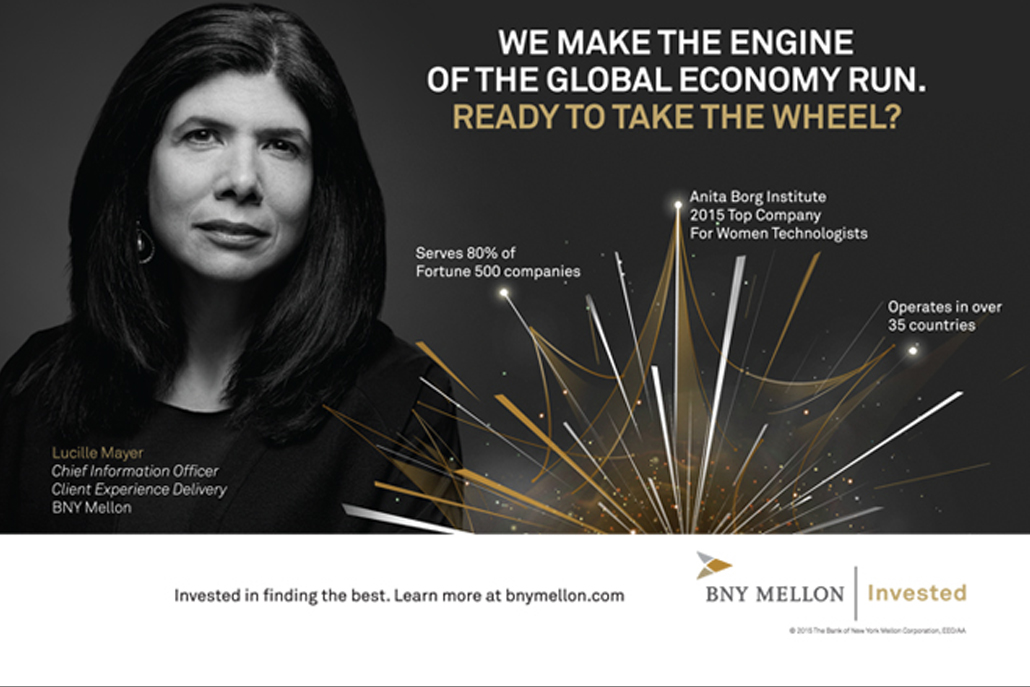 WE MAKE THE ENGINE
OF THE GLOBAL ECONOMY RUN.
READY TO TAKE THE WHEEL?
Anita Borg Institute
2015 Top Company
For Women Technologists
Serves 80% of
Fortune 500 companies
Operates in over
35 countries
Lucille Mayer
Chief Information Officer
Client Experience Delivery
BNY Mellon
Invested in finding the best. Learn more at bnymellon.com
BNY MELLON | Invested
© 2015 The Bank of New York Mellon Corporation, EEO/AA